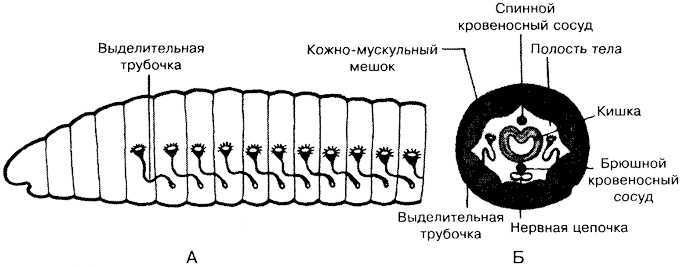 Спинной
кровеносный сосуд
Выделительная
трубочка
Кожно-мускульный
мешок
Полость тела
Кишка
Брюшной
кровеносный
сосуд
Выделительная
трубочка
Нервная цепочка
А
Б